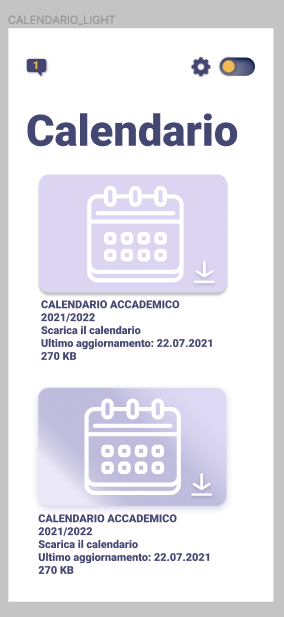 CALENDARIO_LIGHT
1
Calendario
CALENDARIO ACCADEMICO
2021/2022
Scarica il calendario
Ultimo aggiornamento: 22.07.2021
270 KB
CALENDARIO ACCADEMICO
2021/2022
Scarica il calendario
Ultimo aggiornamento: 22.07.2021
270 KB